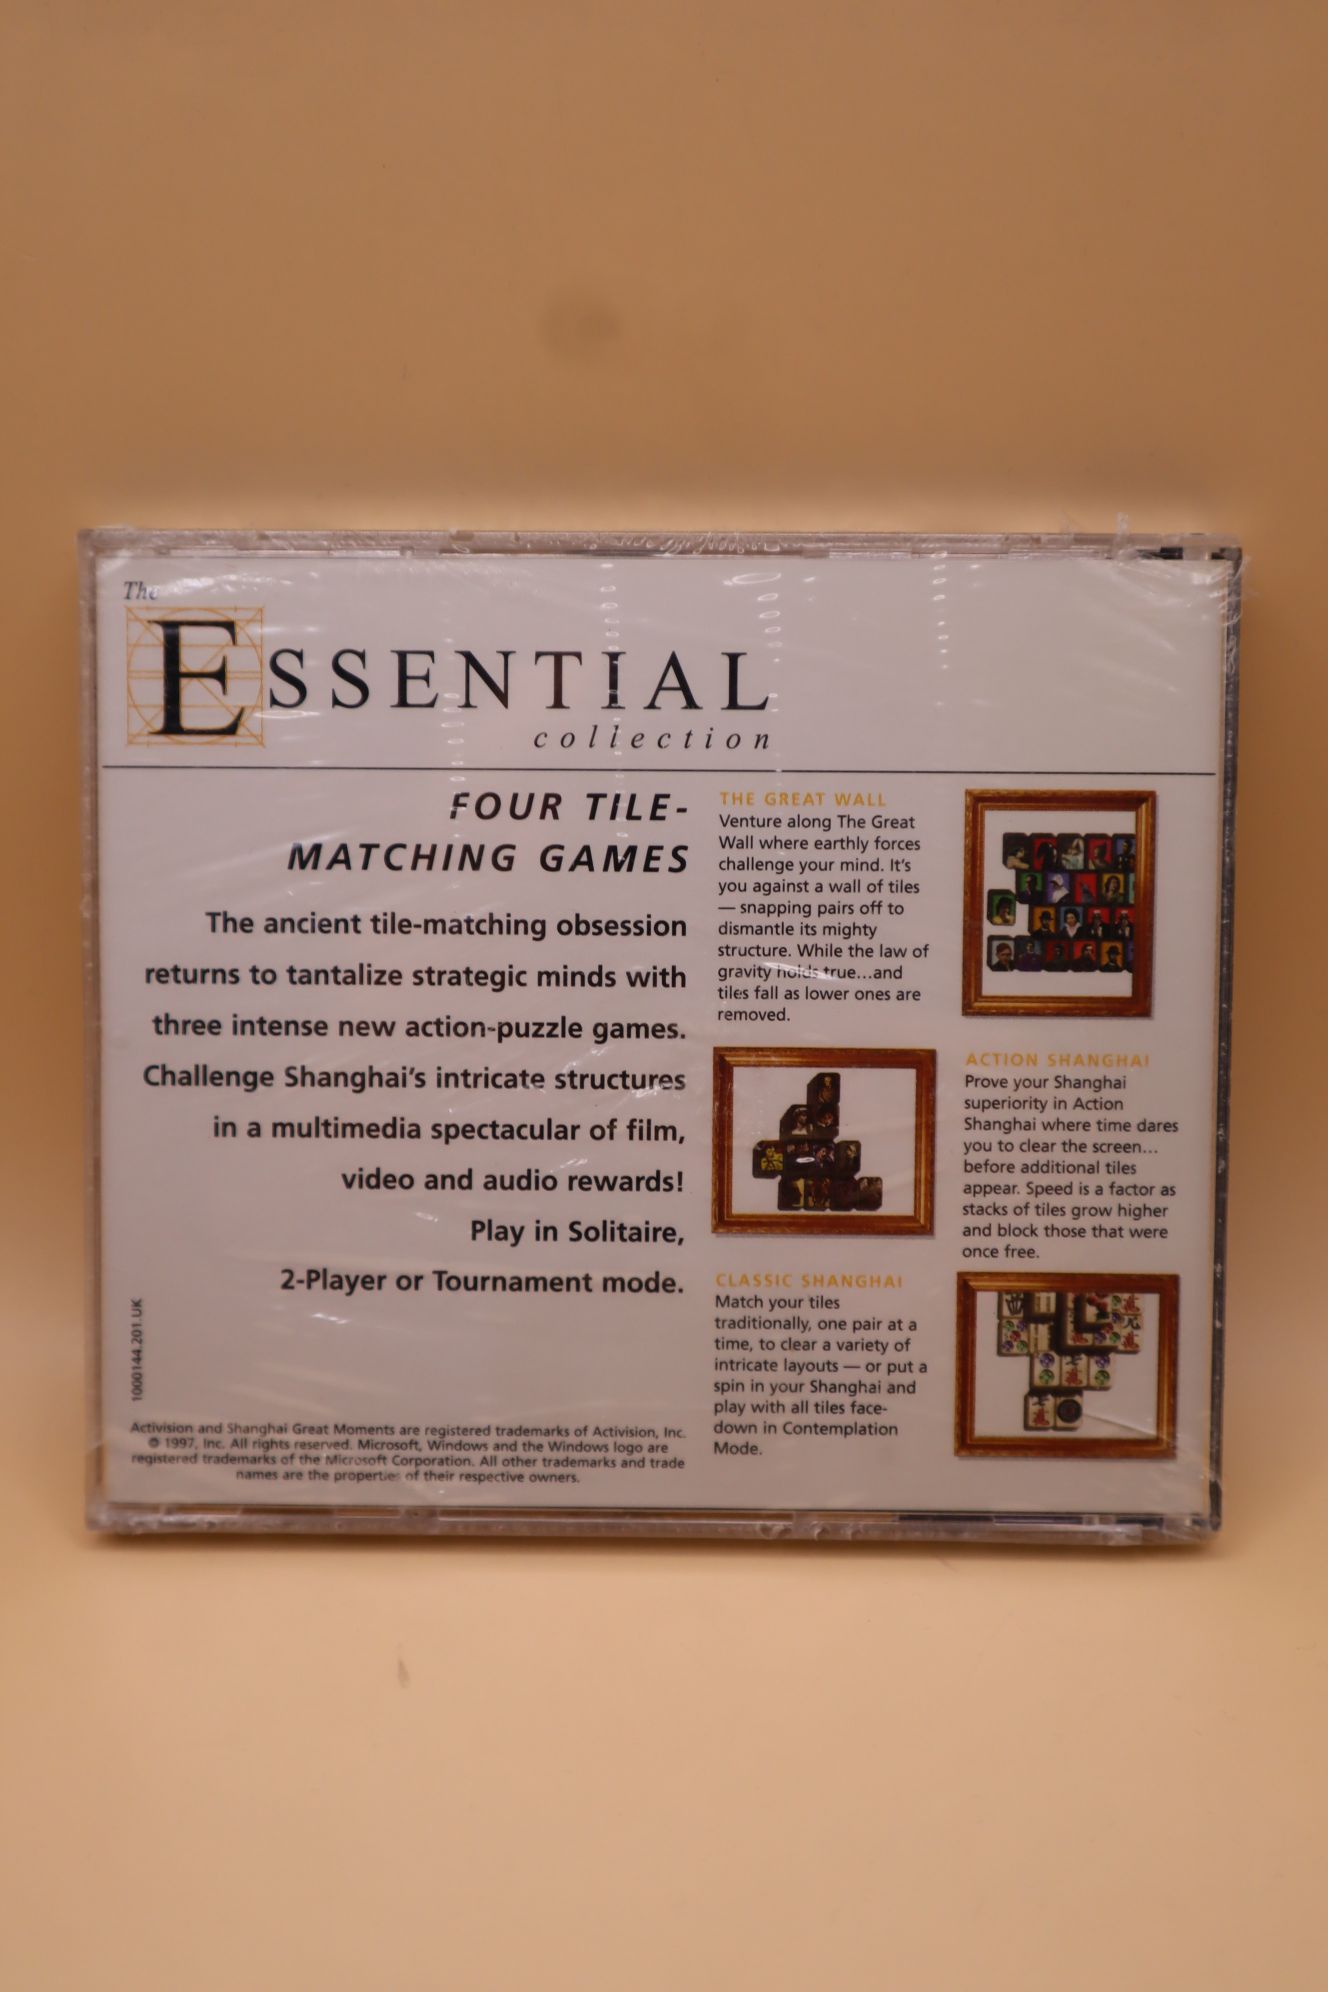 The
ESSENTIAL
collection
FOUR TILE-
MATCHING GAMES
The ancient tile-matching obsession
returns to tantalize strategic minds with
three intense new action-puzzle games.
Challenge Shanghai's intricate structures
in a multimedia spectacular of film,
video and audio rewards!
Play in Solitaire,
2-Player or Tournament mode.
1000144.201.UK
Activision and Shanghai Great Moments are registered trademarks of Activision, Inc.
© 1997, Inc. All rights reserved. Microsoft, Windows and the Windows logo are
registered trademarks of the Microsoft Corporation. All other trademarks and trade
names are the properties of their respective owners.
THE GREAT WALL
Venture along The Great
Wall where earthly forces
challenge your mind. It's
you against a wall of tiles
— snapping pairs off to
dismantle its mighty
structure. While the law of
gravity holds true...and
tiles fall as lower ones are
removed.
ACTION SHANGHAI
Prove your Shanghai
superiority in Action
Shanghai where time dares
you to clear the screen...
before additional tiles
appear. Speed is a factor as
stacks of tiles grow higher
and block those that were
once free.
CLASSIC SHANGHAI
Match your tiles
traditionally, one pair at a
time, to clear a variety of
intricate layouts — or put a
spin in your Shanghai and
play with all tiles face-
down in Contemplation
Mode.